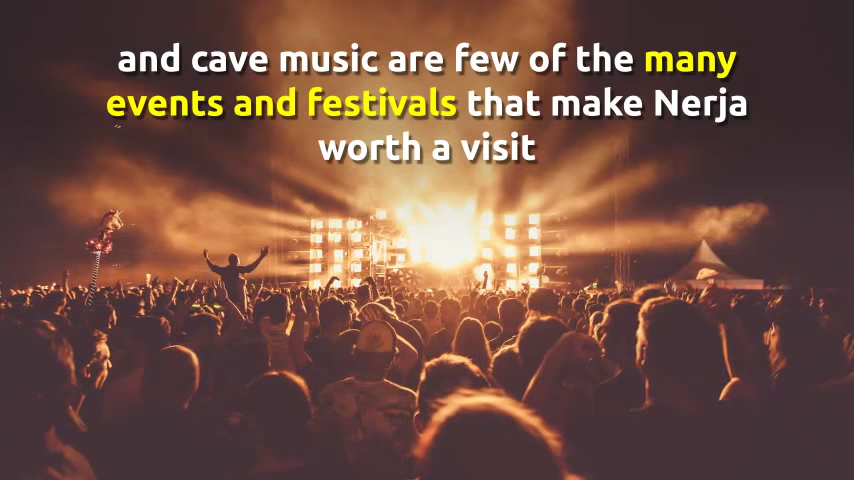 and cave music are few of the many
events and festivals that make Nerja
worth a visit